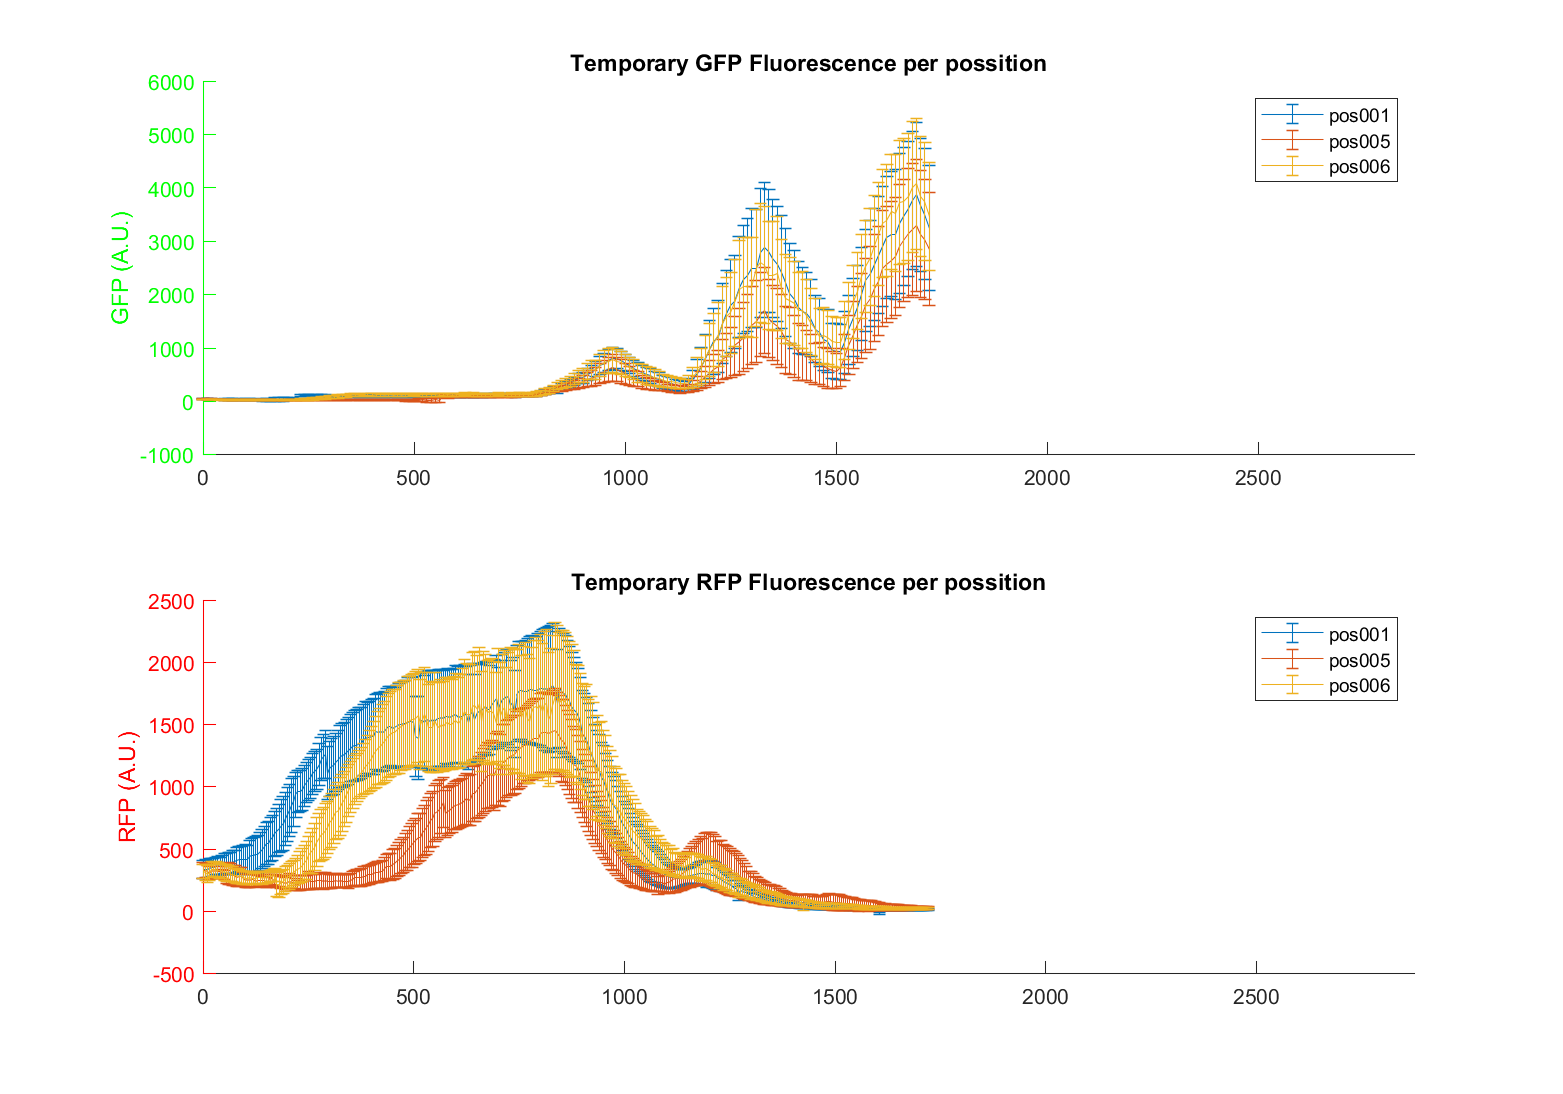 Temporary GFP Fluorescence per possition
6000
5000
4000
3000
2000
1000
0
-1000
GFP (A.U.)
0 500 1000 1500 2000 2500
pos001
pos005
pos006
Temporary RFP Fluorescence per possition
2500
2000
1500
1000
500
0
-500
RFP (A.U.)
0 500 1000 1500 2000 2500
pos001
pos005
pos006